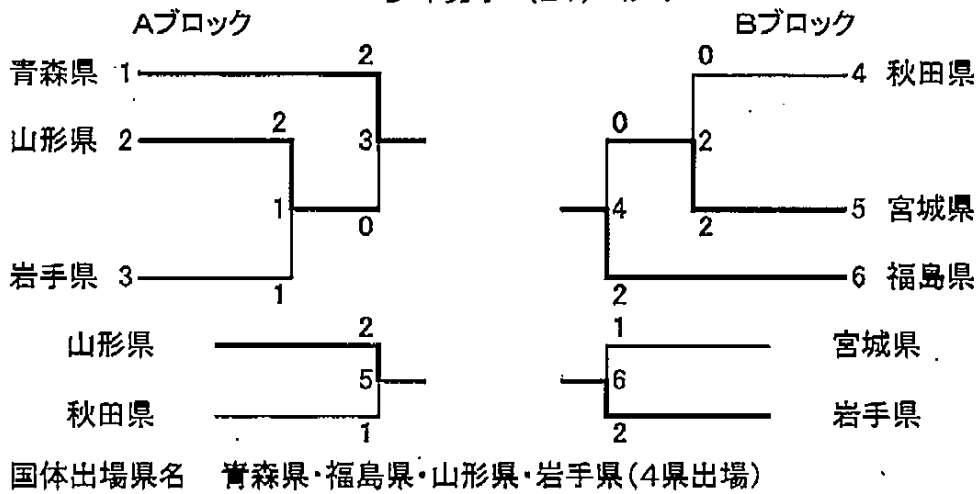 Aブロック Bブロック
2 0
青森県 1 4 秋田県
2 0
山形県 2 3 2
1 4 5 宮城県
0 2
岩手県 3 6 福島県
1 2
2 1
山形県 宮城県
5 6
秋田県 岩手県
1 2
国体出場県名 青森県・福島県・山形県・岩手県(4県出場)